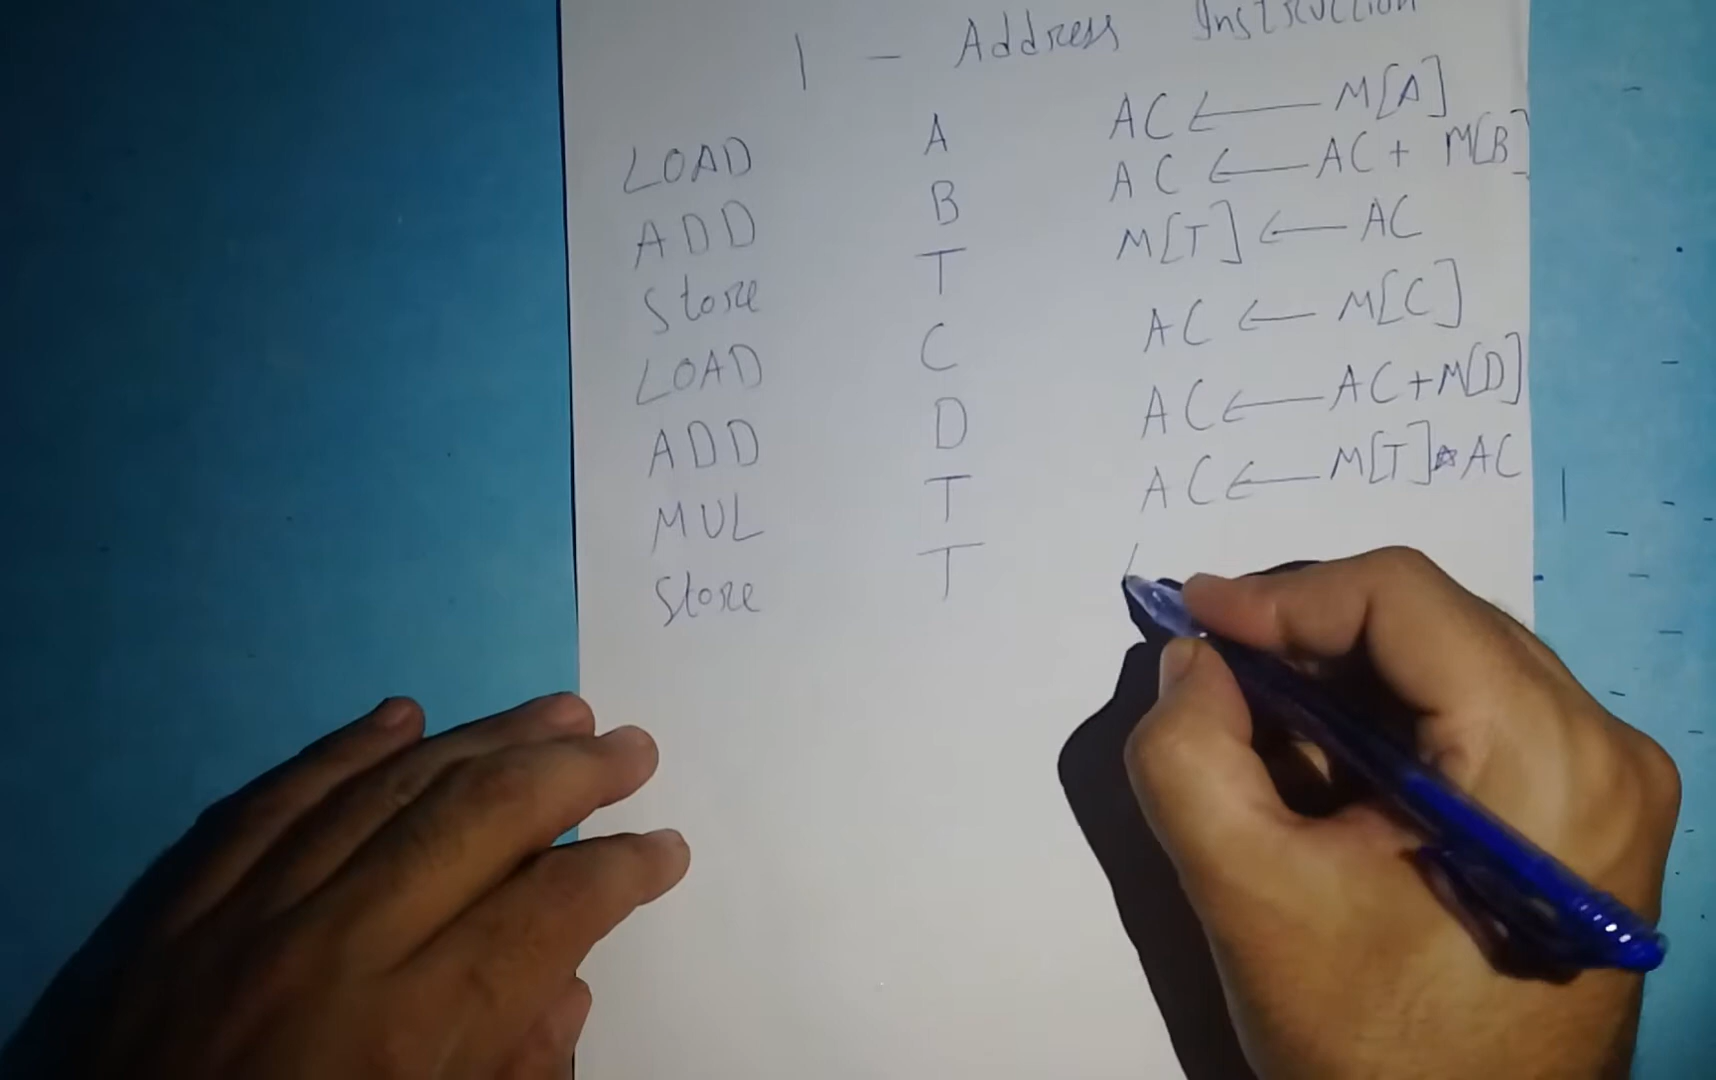 1 - Address Instruction
LOAD A AC ← M[A]
ADD B AC ← AC + M[B]
Store T M[T] ← AC
LOAD C AC ← M[C]
ADD D AC ← AC+M[D]
MUL T AC ← M[T]*AC
Store T